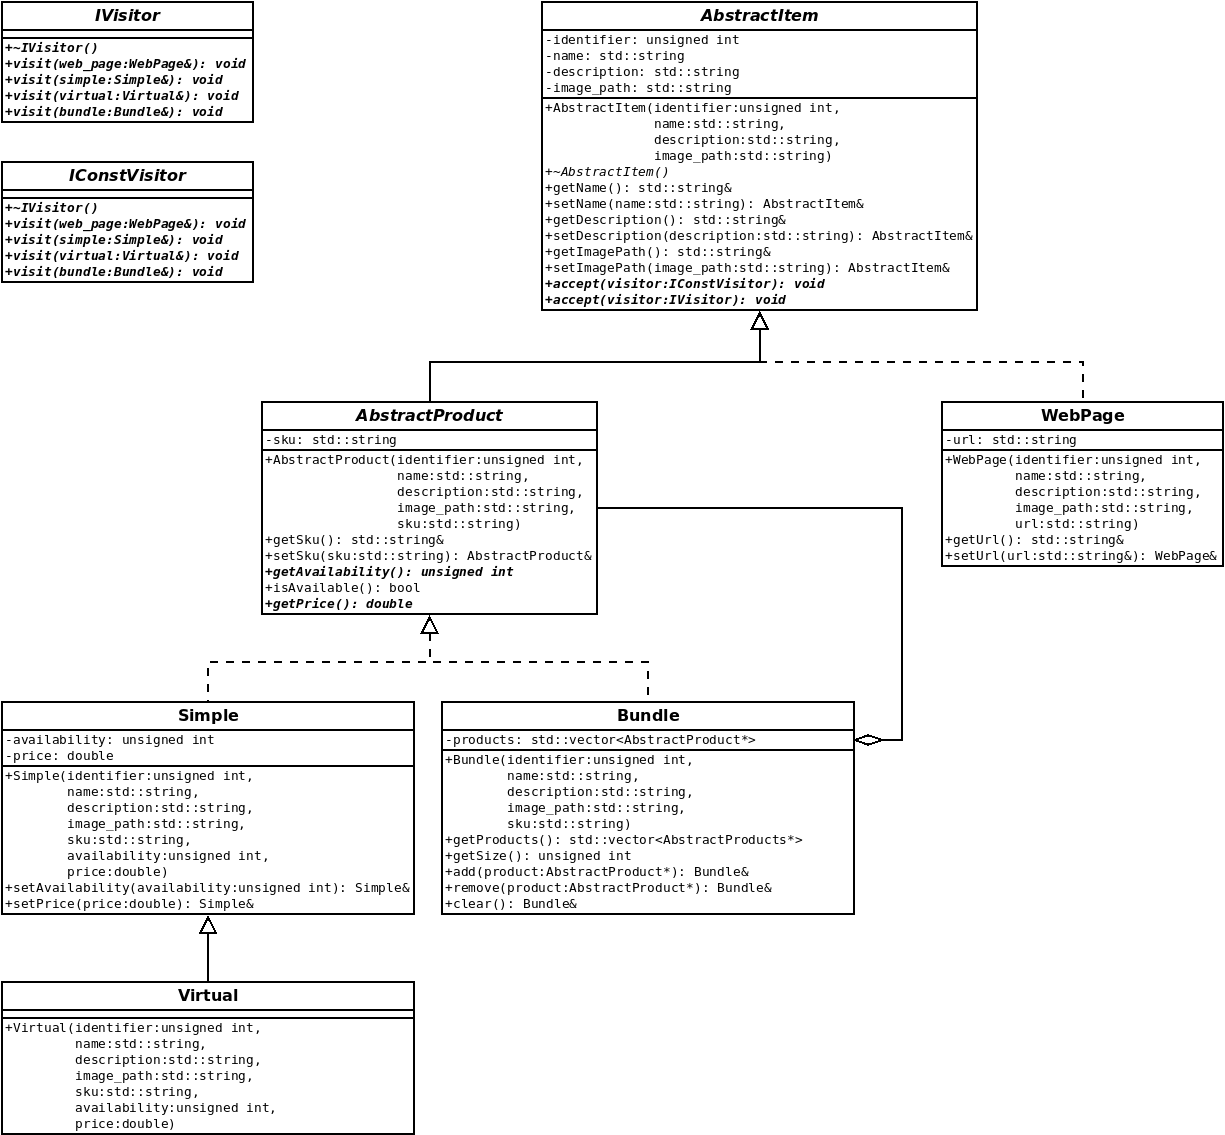 IVisitor
+~IVisitor()
+visit(web_page:WebPage&): void
+visit(simple:Simple&): void
+visit(virtual:Virtual&): void
+visit(bundle:Bundle&): void
IConstVisitor
+~IVisitor()
+visit(web_page:WebPage&): void
+visit(simple:Simple&): void
+visit(virtual:Virtual&): void
+visit(bundle:Bundle&): void
AbstractItem
-identifier: unsigned int
-name: std::string
-description: std::string
-image_path: std::string
+AbstractItem(identifier:unsigned int,
name:std::string,
description:std::string,
image_path:std::string)
+~AbstractItem()
+getName(): std::string&
+setName(name:std::string): AbstractItem&
+getDescription(): std::string&
+setDescription(description:std::string): AbstractItem&
+getImagePath(): std::string&
+setImagePath(image_path:std::string): AbstractItem&
+accept(visitor:IConstVisitor): void
+accept(visitor:IVisitor): void
AbstractProduct
-sku: std::string
+AbstractProduct(identifier:unsigned int,
name:std::string,
description:std::string,
image_path:std::string,
sku:std::string)
+getSku(): std::string&
+setSku(sku:std::string): AbstractProduct&
+getAvailability(): unsigned int
+isAvailable(): bool
+getPrice(): double
WebPage
-url: std::string
+WebPage(identifier:unsigned int,
name:std::string,
description:std::string,
image_path:std::string,
url:std::string)
+getUrl(): std::string&
+setUrl(url:std::string&): WebPage&
Simple
-availability: unsigned int
-price: double
+Simple(identifier:unsigned int,
name:std::string,
description:std::string,
image_path:std::string,
sku:std::string,
availability:unsigned int,
price:double)
+setAvailability(availability:unsigned int): Simple&
+setPrice(price:double): Simple&
Bundle
-products: std::vector<AbstractProduct*>
+Bundle(identifier:unsigned int,
name:std::string,
description:std::string,
image_path:std::string,
sku:std::string)
+getProducts(): std::vector<AbstractProducts*>
+getSize(): unsigned int
+add(product:AbstractProduct*): Bundle&
+remove(product:AbstractProduct*): Bundle&
+clear(): Bundle&
Virtual
+Virtual(identifier:unsigned int,
name:std::string,
description:std::string,
image_path:std::string,
sku:std::string,
availability:unsigned int,
price:double)